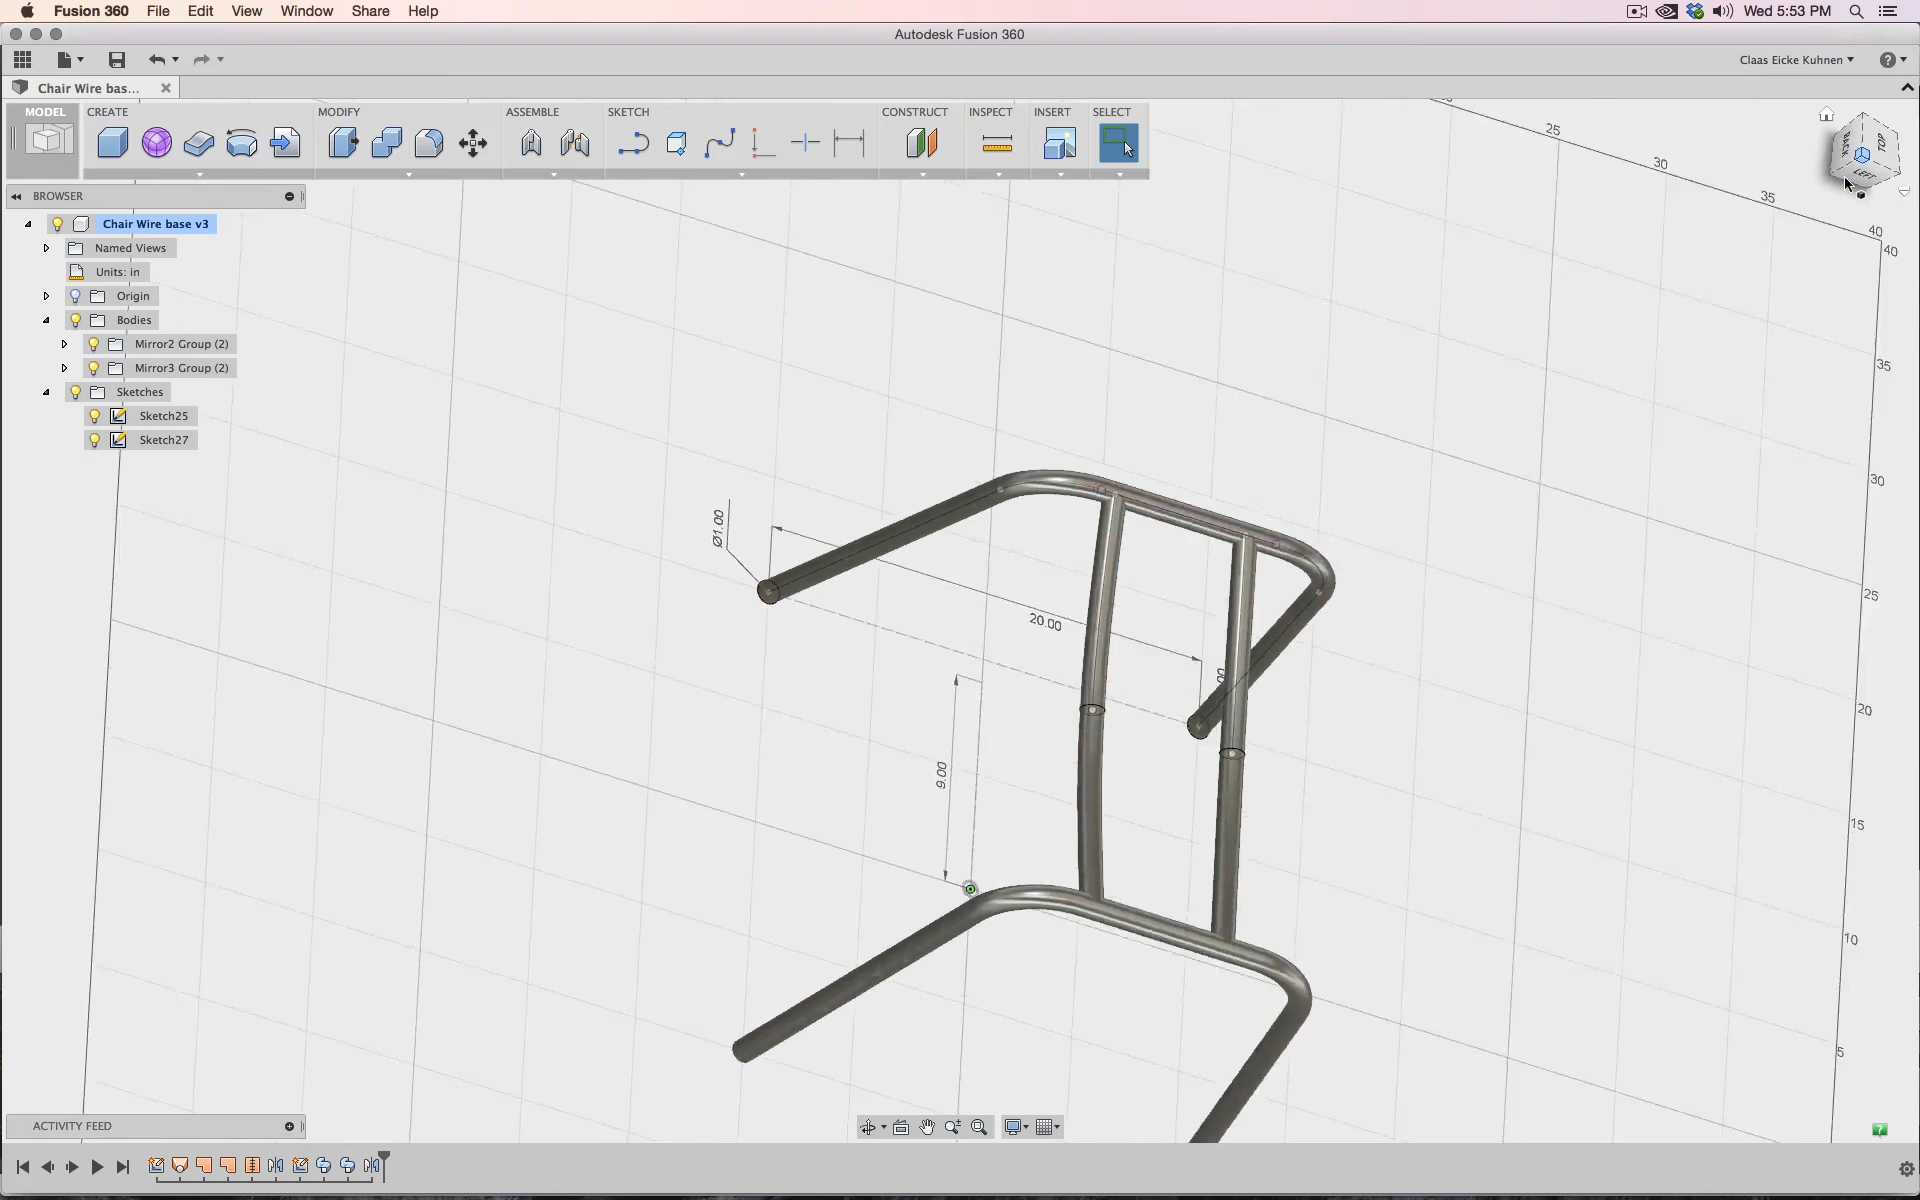 Fusion 360 File Edit View Window Share Help Wed 5:53 PM
Autodesk Fusion 360
Claas Eicke Kuhnen
Chair Wire bas...
MODEL CREATE MODIFY ASSEMBLE SKETCH CONSTRUCT INSPECT INSERT SELECT
BROWSER
Chair Wire base v3
Named Views
Units: in
Origin
Bodies
Mirror2 Group (2)
Mirror3 Group (2)
Sketches
Sketch25
Sketch27
BACK TOP
LEFT
25
30
35
40
40
35
30
25
20
15
10
5
Ø1.00
20.00
9.00
ACTIVITY FEED